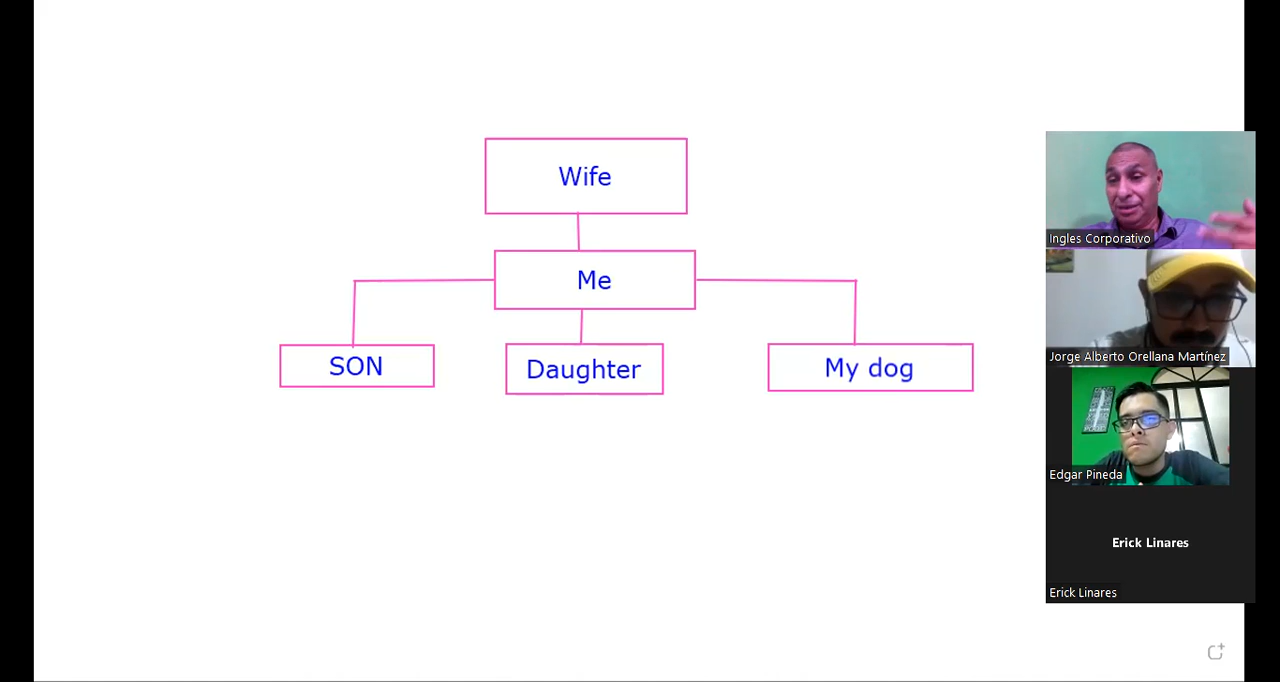 Wife
Me
SON
Daughter
My dog
Ingles Corporativo
Jorge Alberto Orellana Martínez
Edgar Pineda
Erick Linares
Erick Linares